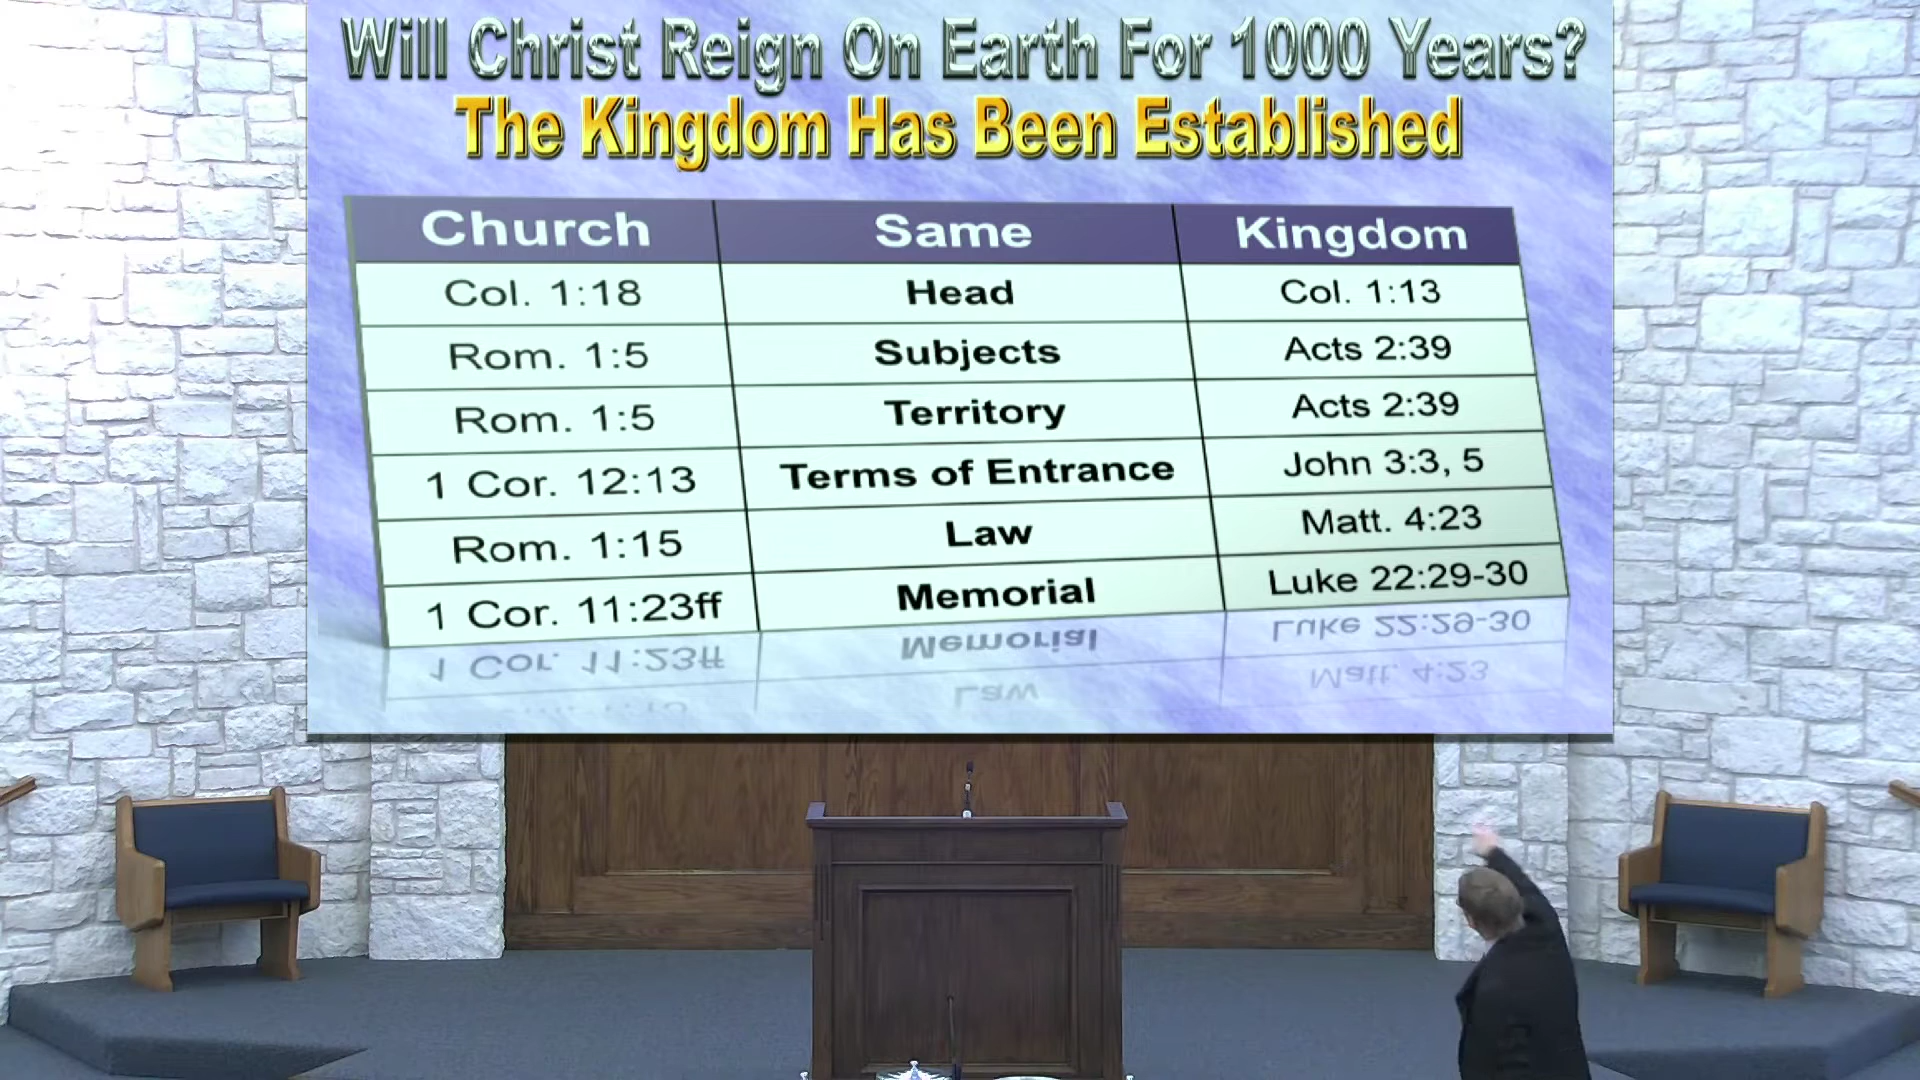 Will Christ Reign On Earth For 1000 Years?
The Kingdom Has Been Established
Church Same Kingdom
Col. 1:18 Head Col. 1:13
Rom. 1:5 Subjects Acts 2:39
Rom. 1:5 Territory Acts 2:39
1 Cor. 12:13 Terms of Entrance John 3:3, 5
Rom. 1:15 Law Matt. 4:23
1 Cor. 11:23ff Memorial Luke 22:29-30